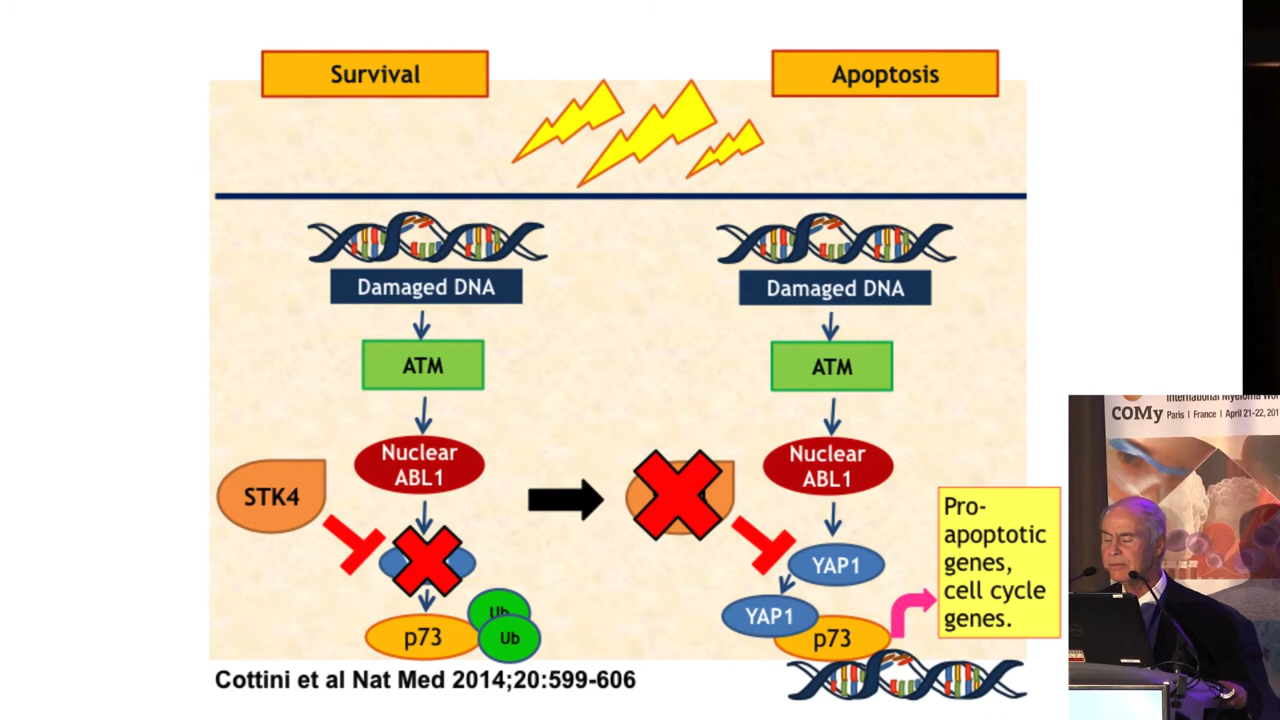 Survival
Apoptosis
Damaged DNA
Damaged DNA
ATM
ATM
Nuclear
ABL1
Nuclear
ABL1
STK4
Pro-
apoptotic
genes,
cell cycle
genes.
YAP1
YAP1
Ub
Ub
p73
p73
Cottini et al Nat Med 2014;20:599-606
International Myeloma
COMy Paris | France | April 21-22,